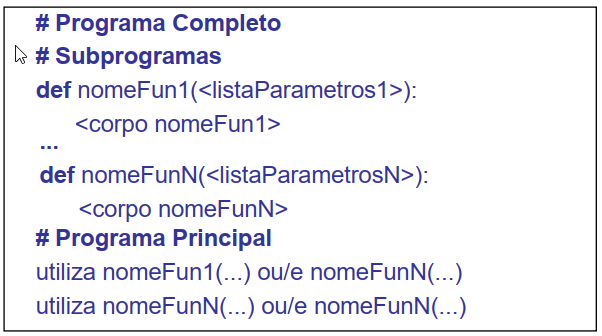 # Programa Completo
# Subprogramas
def nomeFun1(<listaParametros1>):
<corpo nomeFun1>
...
def nomeFunN(<listaParametrosN>):
<corpo nomeFunN>
# Programa Principal
utiliza nomeFun1(...) ou/e nomeFunN(...)
utiliza nomeFunN(...) ou/e nomeFunN(...)